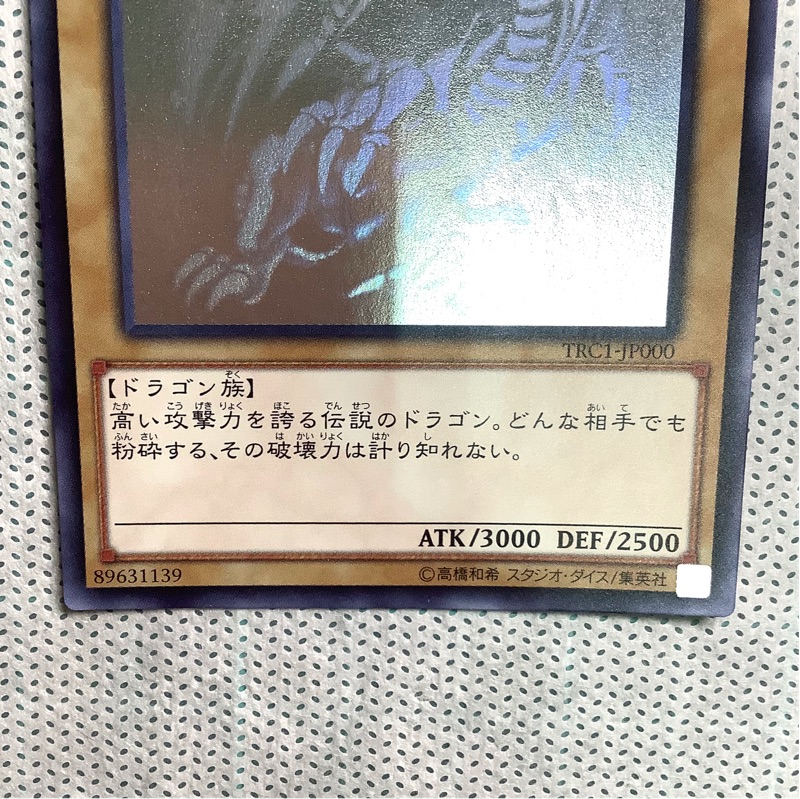 TRC1-JP000
【ドラゴン族】
高い攻撃力を誇る伝説のドラゴン。どんな相手でも
粉砕する、その破壊力は計り知れない。
ATK/3000 DEF/2500
89631139
©高橋和希 スタジオ・ダイス/集英社